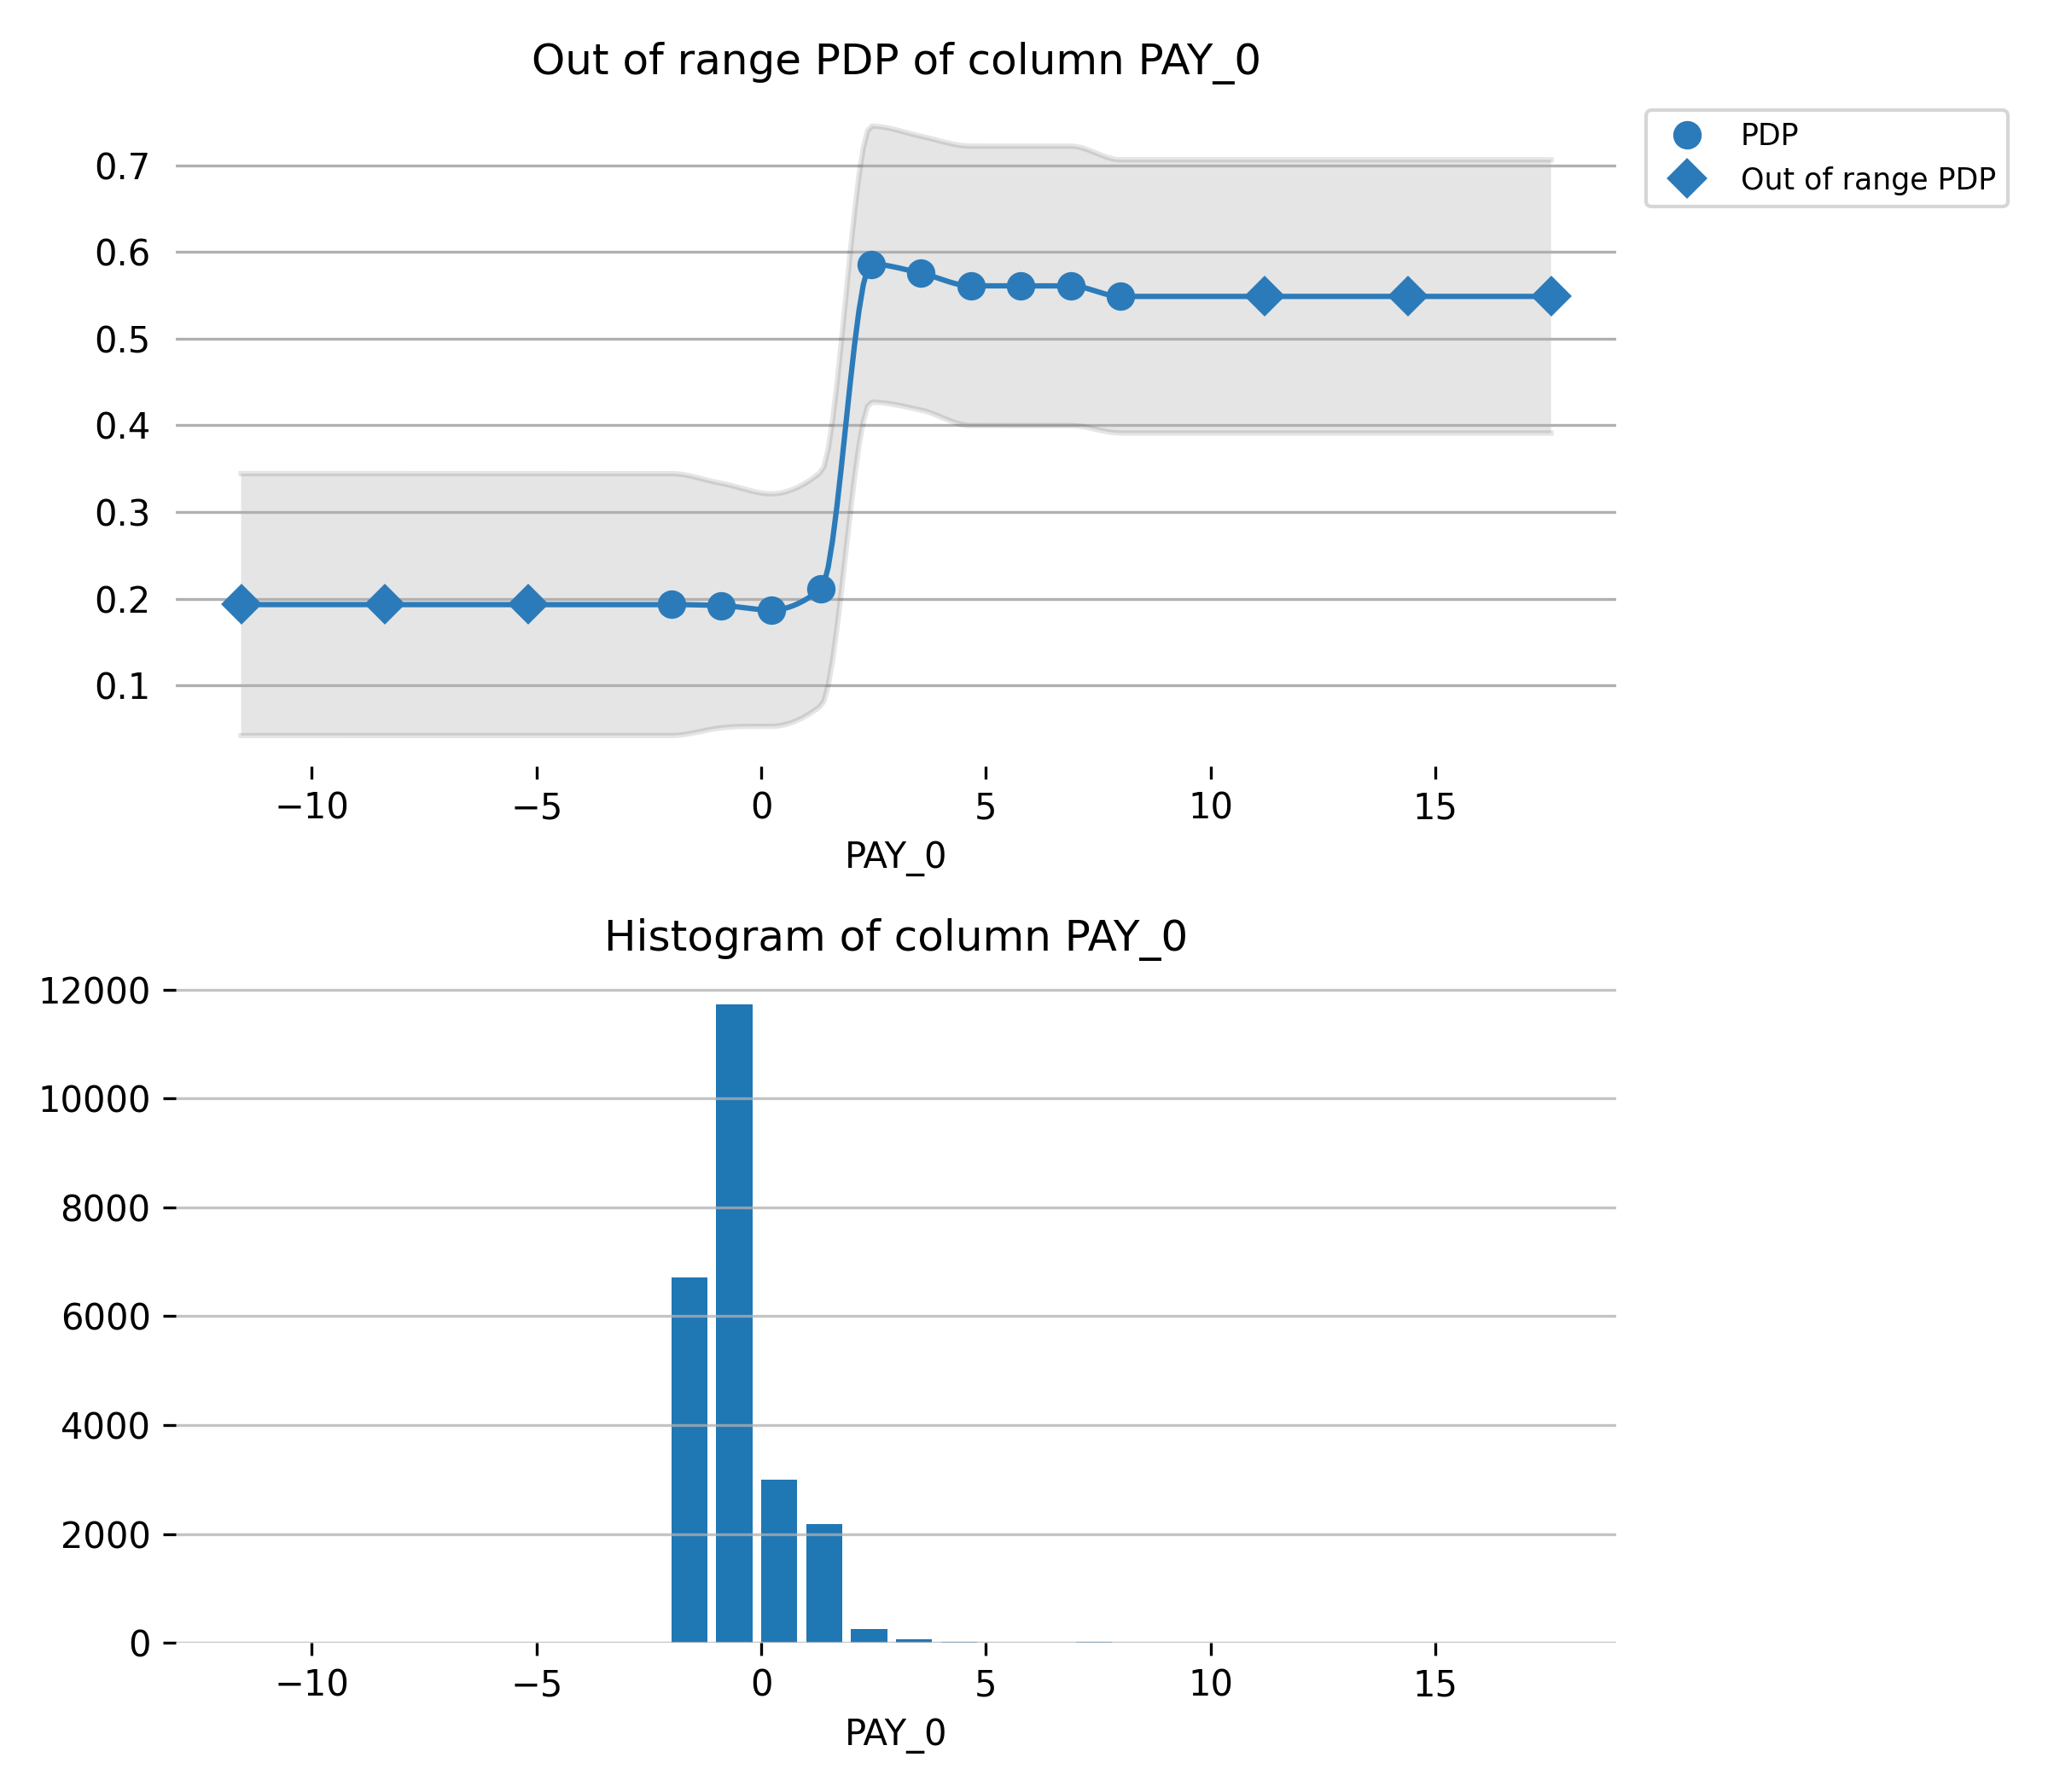 Out of range PDP of column PAY_0
PDP
Out of range PDP
0.7
0.6
0.5
0.4
0.3
0.2
0.1
−10 −5 0 5 10 15
PAY_0
Histogram of column PAY_0
12000
10000
8000
6000
4000
2000
0
−10 −5 0 5 10 15
PAY_0